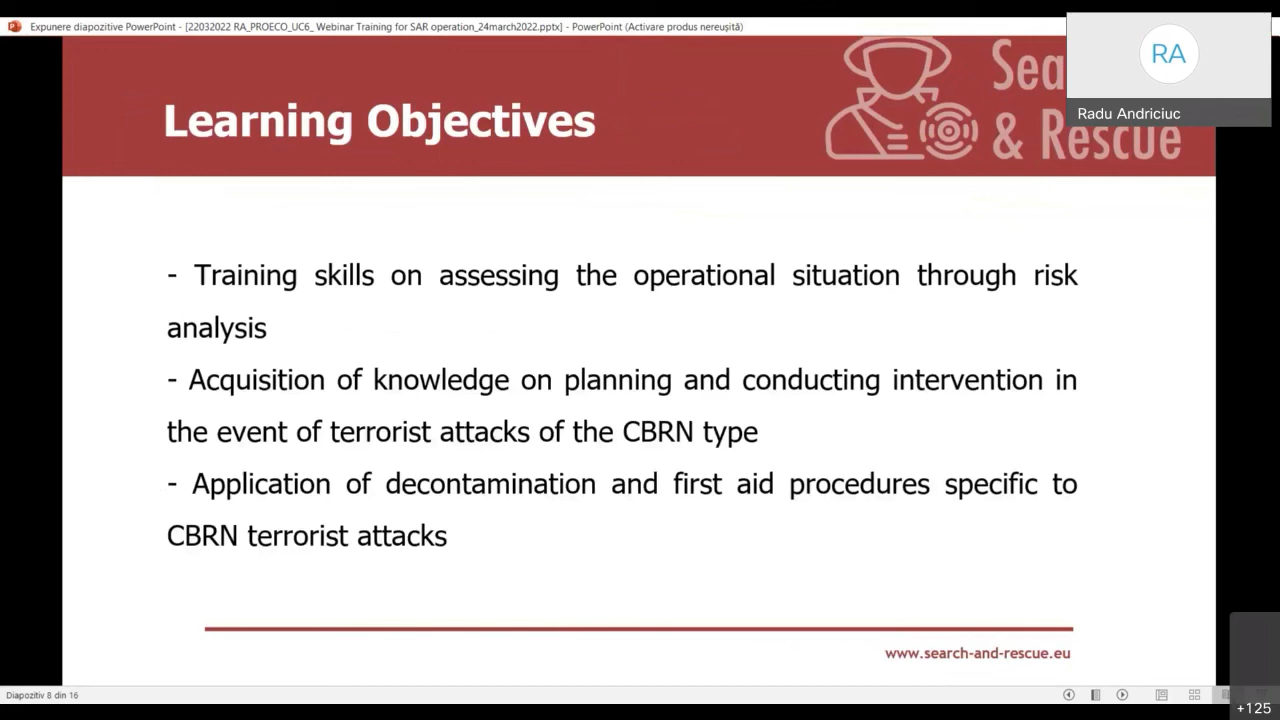 Expunere diapozitive PowerPoint - [22032022 RA_PROECO_UC6_ Webinar Training for SAR operation_24march2022.pptx] - PowerPoint (Activare produs nereușită)
RA
Radu Andriciuc
Learning Objectives
Sea
& Rescue
- Training skills on assessing the operational situation through risk
analysis
- Acquisition of knowledge on planning and conducting intervention in
the event of terrorist attacks of the CBRN type
- Application of decontamination and first aid procedures specific to
CBRN terrorist attacks
www.search-and-rescue.eu
Diapozitiv 8 din 16
+125